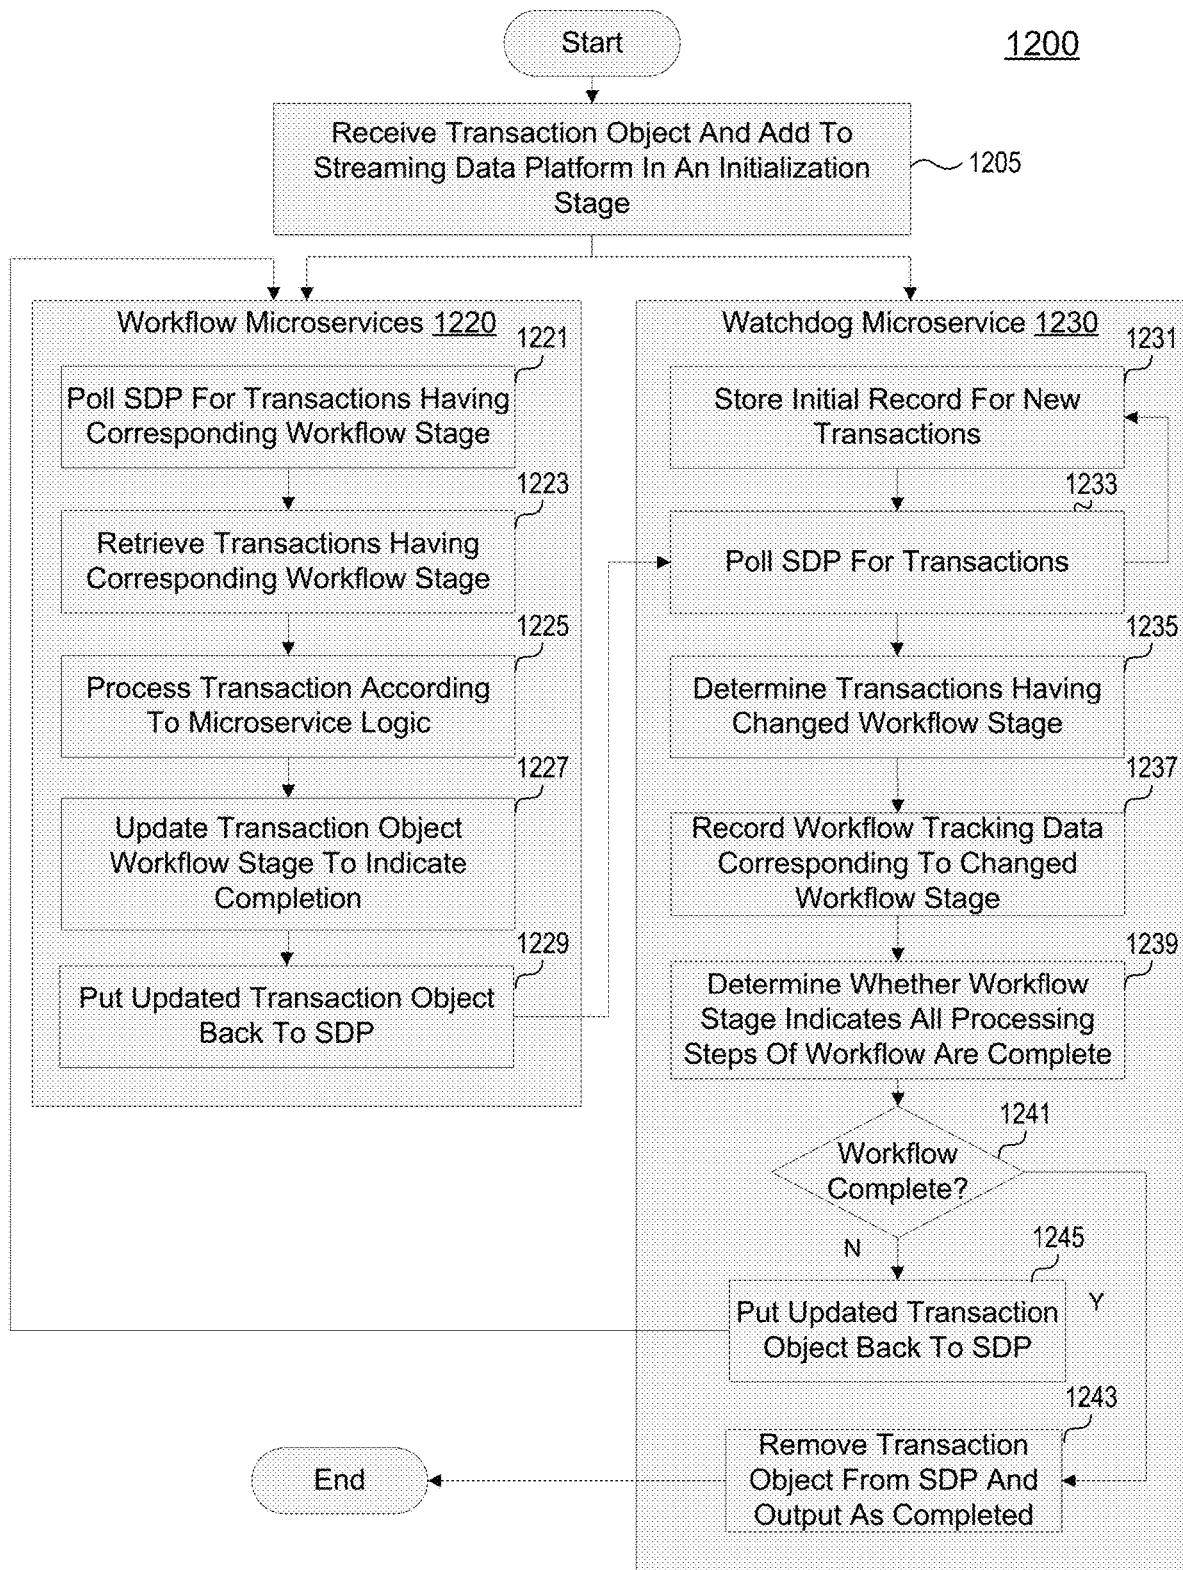 Start
1200
Receive Transaction Object And Add To
Streaming Data Platform In An Initialization
Stage
1205
Workflow Microservices 1220
1221
Poll SDP For Transactions Having
Corresponding Workflow Stage
1223
Retrieve Transactions Having
Corresponding Workflow Stage
1225
Process Transaction According
To Microservice Logic
1227
Update Transaction Object
Workflow Stage To Indicate
Completion
1229
Put Updated Transaction Object
Back To SDP
Watchdog Microservice 1230
1231
Store Initial Record For New
Transactions
1233
Poll SDP For Transactions
1235
Determine Transactions Having
Changed Workflow Stage
1237
Record Workflow Tracking Data
Corresponding To Changed
Workflow Stage
1239
Determine Whether Workflow
Stage Indicates All Processing
Steps Of Workflow Are Complete
1241
Workflow
Complete?
N
1245
Put Updated Transaction
Object Back To SDP
Y
1243
Remove Transaction
Object From SDP And
Output As Completed
End